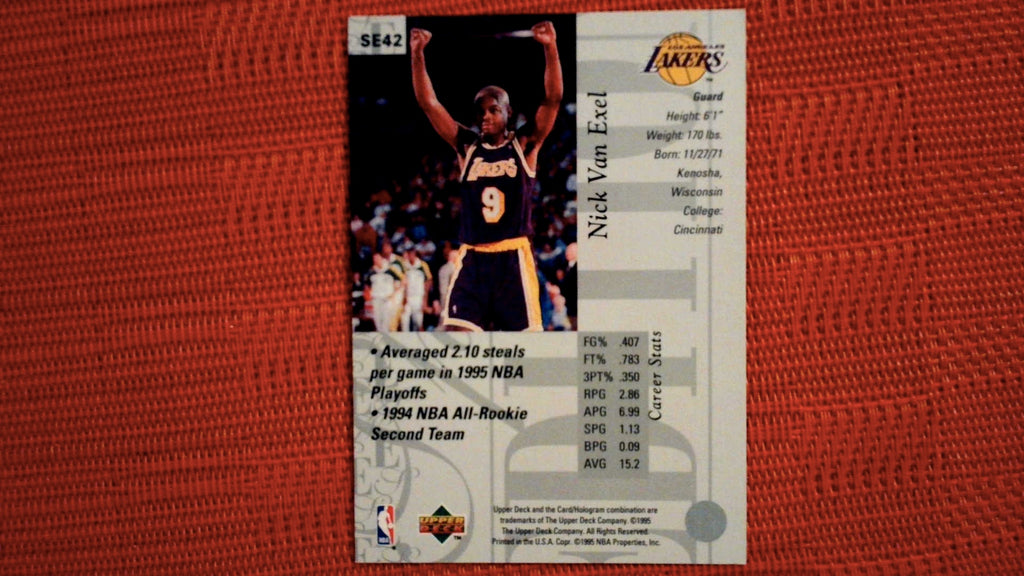 SE42
LOS ANGELES
LAKERS
TM
Guard
Height: 6'1"
Weight: 170 lbs.
Born: 11/27/71
Kenosha,
Wisconsin
College:
Cincinnati
Nick Van Exel
LAKERS
9
• Averaged 2.10 steals
per game in 1995 NBA
Playoffs
• 1994 NBA All-Rookie
Second Team
Career Stats
FG% .407
FT% .783
3PT% .350
RPG 2.86
APG 6.99
SPG 1.13
BPG 0.09
AVG 15.2
NBA
UPPER
DECK
TM
Upper Deck and the Card/Hologram combination are
trademarks of The Upper Deck Company. ©1995
The Upper Deck Company. All Rights Reserved.
Printed in the U.S.A. Copr. ©1995 NBA Properties, Inc.